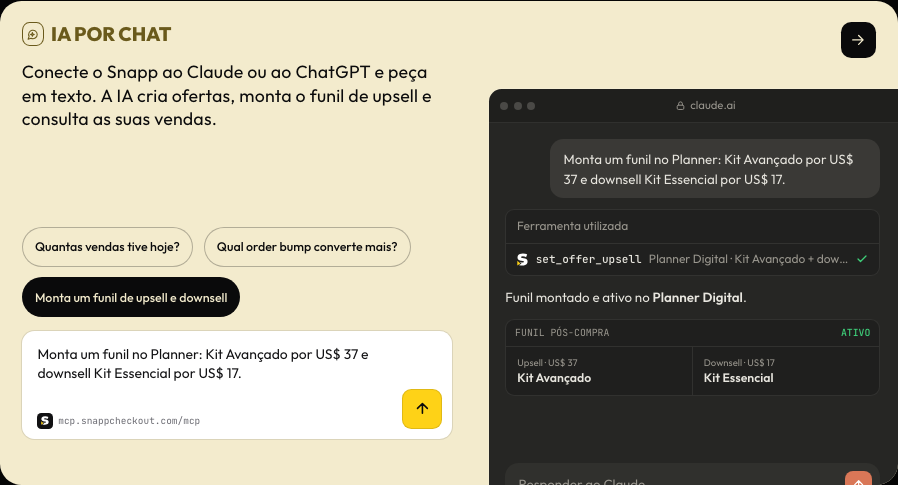 IA POR CHAT
Conecte o Snapp ao Claude ou ao ChatGPT e peça
em texto. A IA cria ofertas, monta o funil de upsell e
consulta as suas vendas.
Quantas vendas tive hoje?
Qual order bump converte mais?
Monta um funil de upsell e downsell
Monta um funil no Planner: Kit Avançado por US$ 37 e
downsell Kit Essencial por US$ 17.
S mcp.snappcheckout.com/mcp
claude.ai
Monta um funil no Planner: Kit Avançado por US$
37 e downsell Kit Essencial por US$ 17.
Ferramenta utilizada
S set_offer_upsell Planner Digital · Kit Avançado + dow...
Funil montado e ativo no Planner Digital.
FUNIL PÓS-COMPRA ATIVO
Upsell · US$ 37
Kit Avançado
Downsell · US$ 17
Kit Essencial
Responder ao Claude